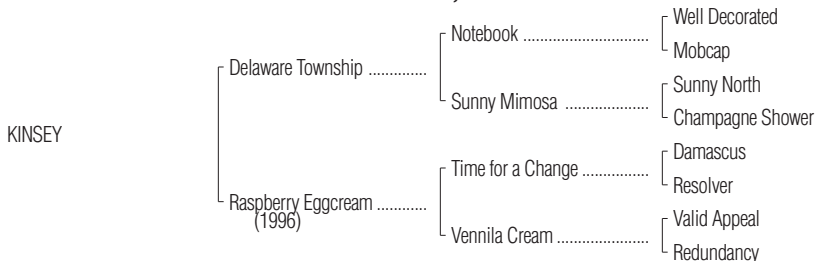 Well Decorated
Notebook ..............................
Mobcap
Delaware Township ..............
Sunny North
Sunny Mimosa ....................
Champagne Shower
KINSEY
Damascus
Time for a Change ................
Resolver
Raspberry Eggcream ............
(1996)
Valid Appeal
Vennila Cream ......................
Redundancy